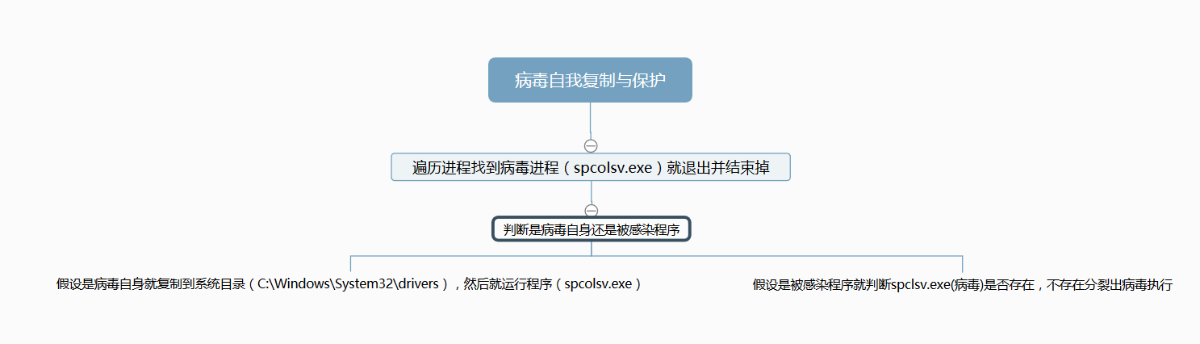 病毒自我复制与保护
遍历进程找到病毒进程（spcolsv.exe）就退出并结束掉
判断是病毒自身还是被感染程序
假设是病毒自身就复制到系统目录（C:\Windows\System32\drivers），然后就运行程序（spcolsv.exe）
假设是被感染程序就判断spclsv.exe(病毒)是否存在，不存在分裂出病毒执行